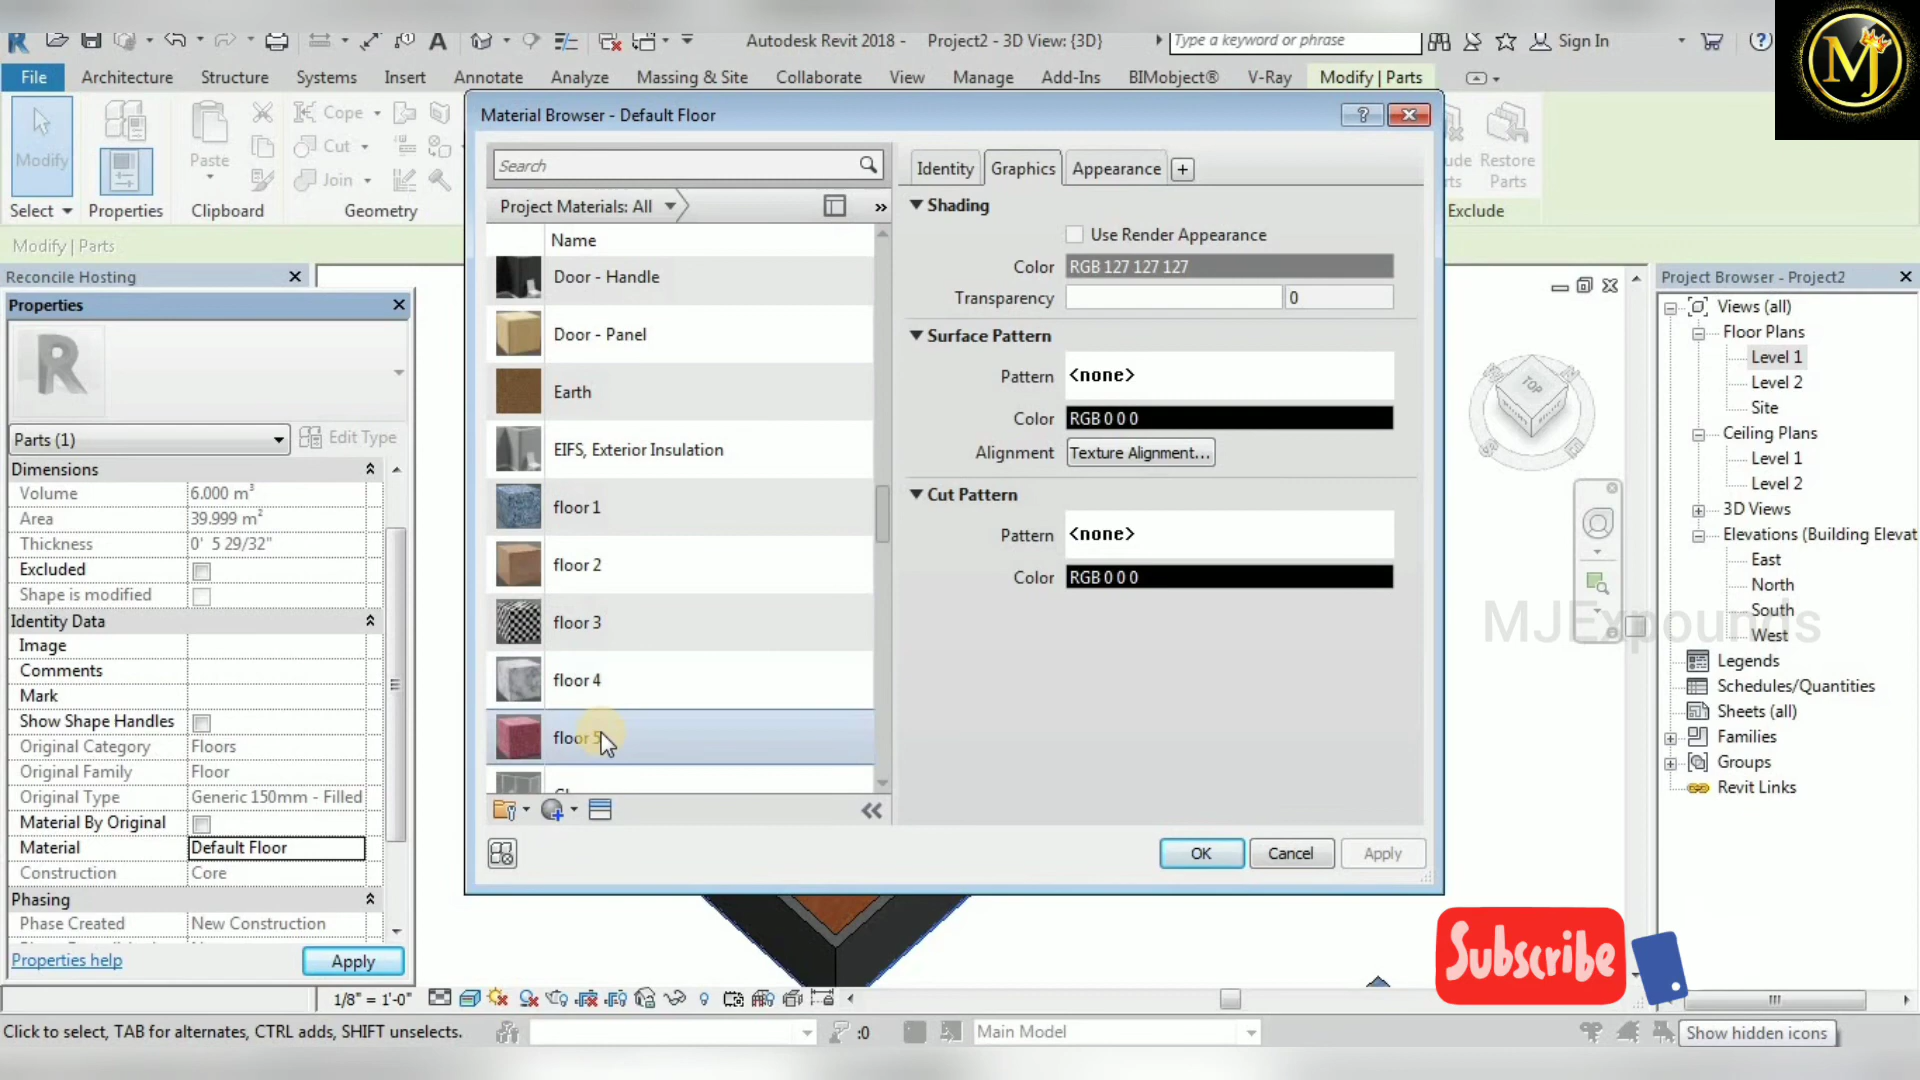 Autodesk Revit 2018 - Project2 - 3D View: {3D}
Type a keyword or phrase
Sign In
MJ
File Architecture Structure Systems Insert Annotate Analyze Massing & Site Collaborate View Manage Add-Ins BIMobject® V-Ray Modify | Parts
Modify
Paste
Cope
Cut
Join
Restore
Parts
Select Properties Clipboard Geometry
Exclude
Modify | Parts
Reconcile Hosting
Properties
R
Parts (1)
Edit Type
Dimensions
Volume 6.000 m³
Area 39.999 m²
Thickness 0' 5 29/32"
Excluded
Shape is modified
Identity Data
Image
Comments
Mark
Show Shape Handles
Original Category Floors
Original Family Floor
Original Type Generic 150mm - Filled
Material By Original
Material Default Floor
Construction Core
Phasing
Phase Created New Construction
Properties help
Apply
Material Browser - Default Floor
Search
Project Materials: All
Name
Door - Handle
Door - Panel
Earth
EIFS, Exterior Insulation
floor 1
floor 2
floor 3
floor 4
floor 5
Identity Graphics Appearance
Shading
Use Render Appearance
Color RGB 127 127 127
Transparency 0
Surface Pattern
Pattern <none>
Color RGB 0 0 0
Alignment Texture Alignment...
Cut Pattern
Pattern <none>
Color RGB 0 0 0
OK Cancel Apply
TOP
Project Browser - Project2
Views (all)
Floor Plans
Level 1
Level 2
Site
Ceiling Plans
Level 1
Level 2
3D Views
Elevations (Building Elevat
East
North
South
West
Legends
Schedules/Quantities
Sheets (all)
Families
Groups
Revit Links
MJExpounds
Subscribe
1/8" = 1'-0"
Click to select, TAB for alternates, CTRL adds, SHIFT unselects.
:0
Main Model
Show hidden icons